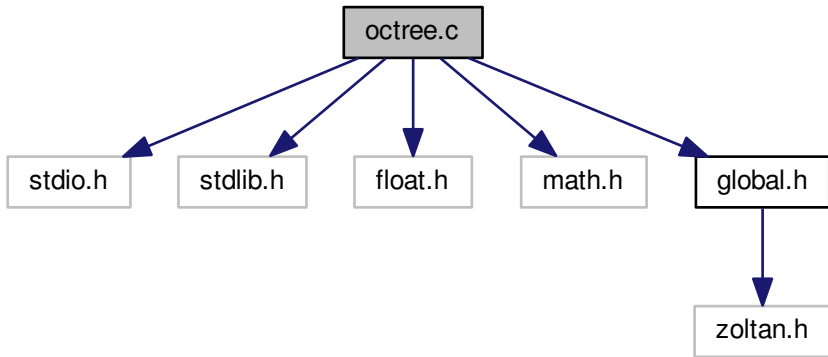 octree.c
stdio.h
stdlib.h
float.h
math.h
global.h
zoltan.h